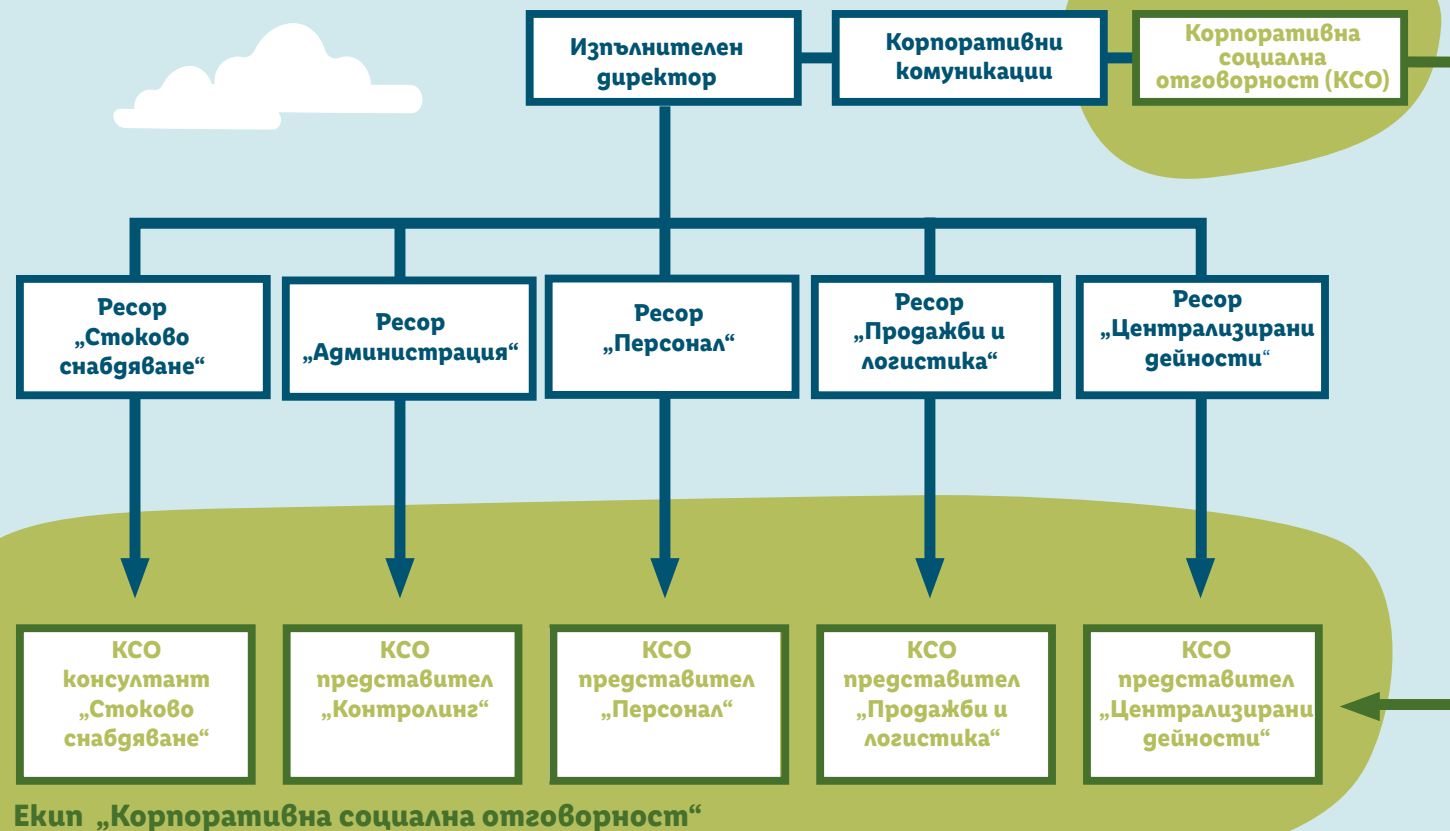 Изпълнителен
директор
Корпоративни
комуникации
Корпоративна
социална
отговорност (КСО)
Ресор
„Стоково
снабдяване“
Ресор
„Администрация“
Ресор
„Персонал“
Ресор
„Продажби и
логистика“
Ресор
„Централизирани
дейности“
КСО
консултант
„Стоково
снабдяване“
КСО
представител
„Контролинг“
КСО
представител
„Персонал“
КСО
представител
„Продажби и
логистика“
КСО
представител
„Централизирани
дейности“
Екип „Корпоративна социална отговорност“